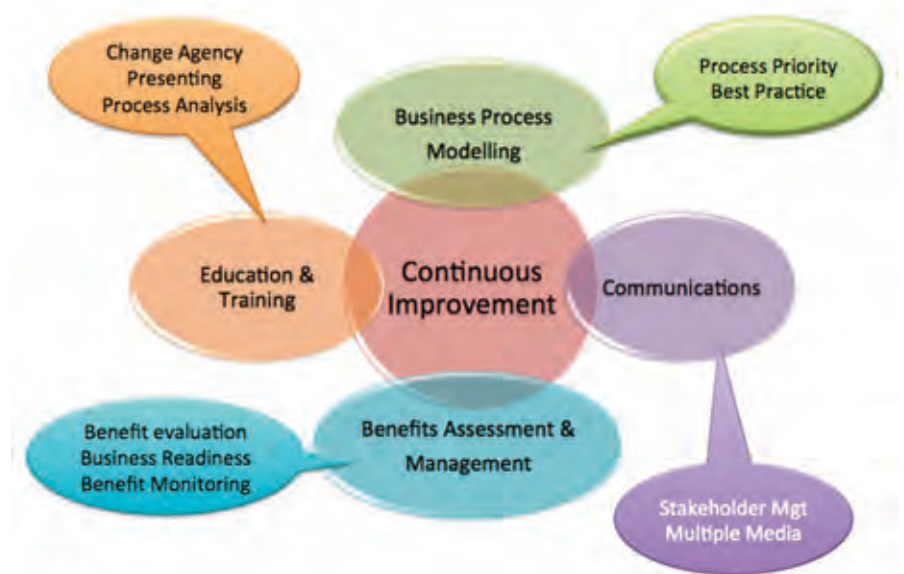 Change Agency
Presenting
Process Analysis
Process Priority
Best Practice
Business Process
Modelling
Education &
Training
Continuous
Improvement
Communications
Benefit evaluation
Business Readiness
Benefit Monitoring
Benefits Assessment &
Management
Stakeholder Mgt
Multiple Media